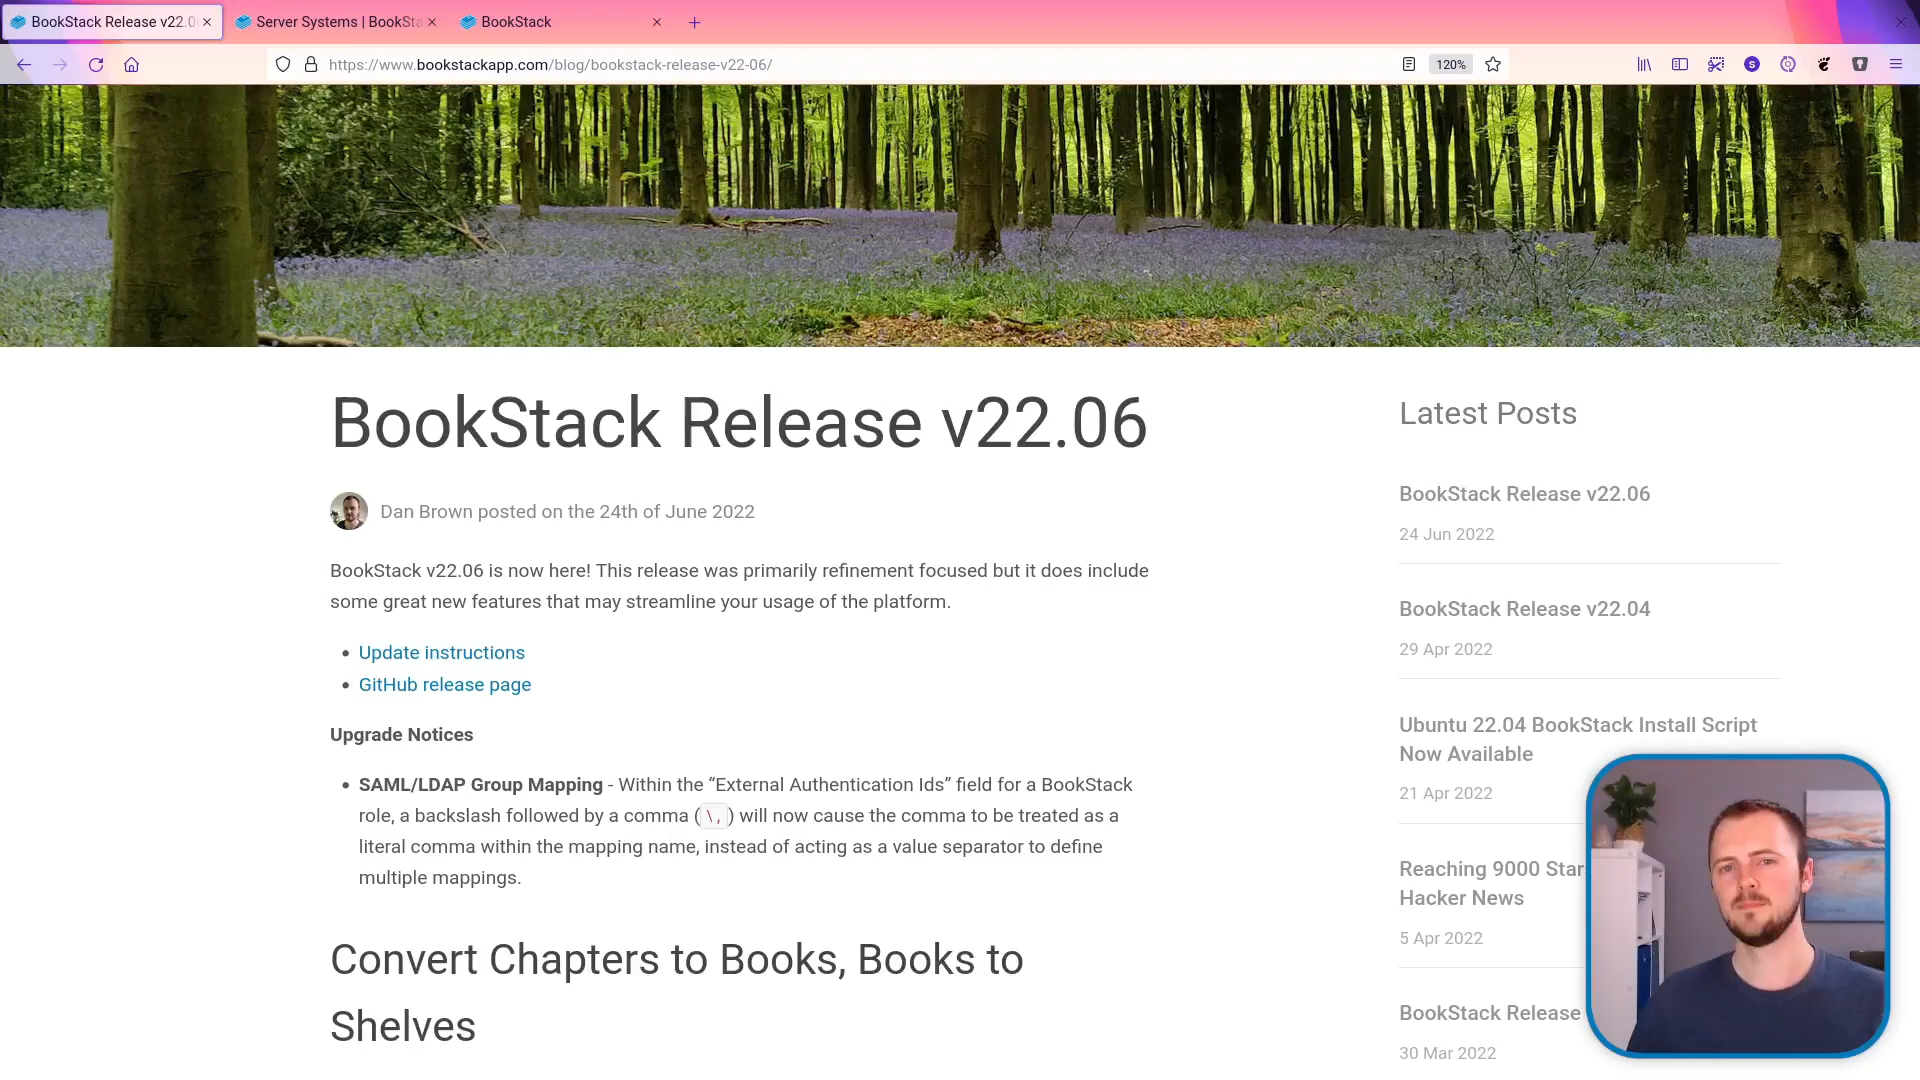 BookStack Release v22.0
Server Systems | BookSta
BookStack
https://www.bookstackapp.com/blog/bookstack-release-v22-06/
120%
BookStack Release v22.06
Dan Brown posted on the 24th of June 2022
BookStack v22.06 is now here! This release was primarily refinement focused but it does include
some great new features that may streamline your usage of the platform.
• Update instructions
• GitHub release page
Upgrade Notices
• SAML/LDAP Group Mapping - Within the “External Authentication Ids” field for a BookStack
role, a backslash followed by a comma (\,) will now cause the comma to be treated as a
literal comma within the mapping name, instead of acting as a value separator to define
multiple mappings.
Convert Chapters to Books, Books to
Shelves
Latest Posts
BookStack Release v22.06
24 Jun 2022
BookStack Release v22.04
29 Apr 2022
Ubuntu 22.04 BookStack Install Script
Now Available
21 Apr 2022
Reaching 9000 Star
Hacker News
5 Apr 2022
BookStack Release
30 Mar 2022